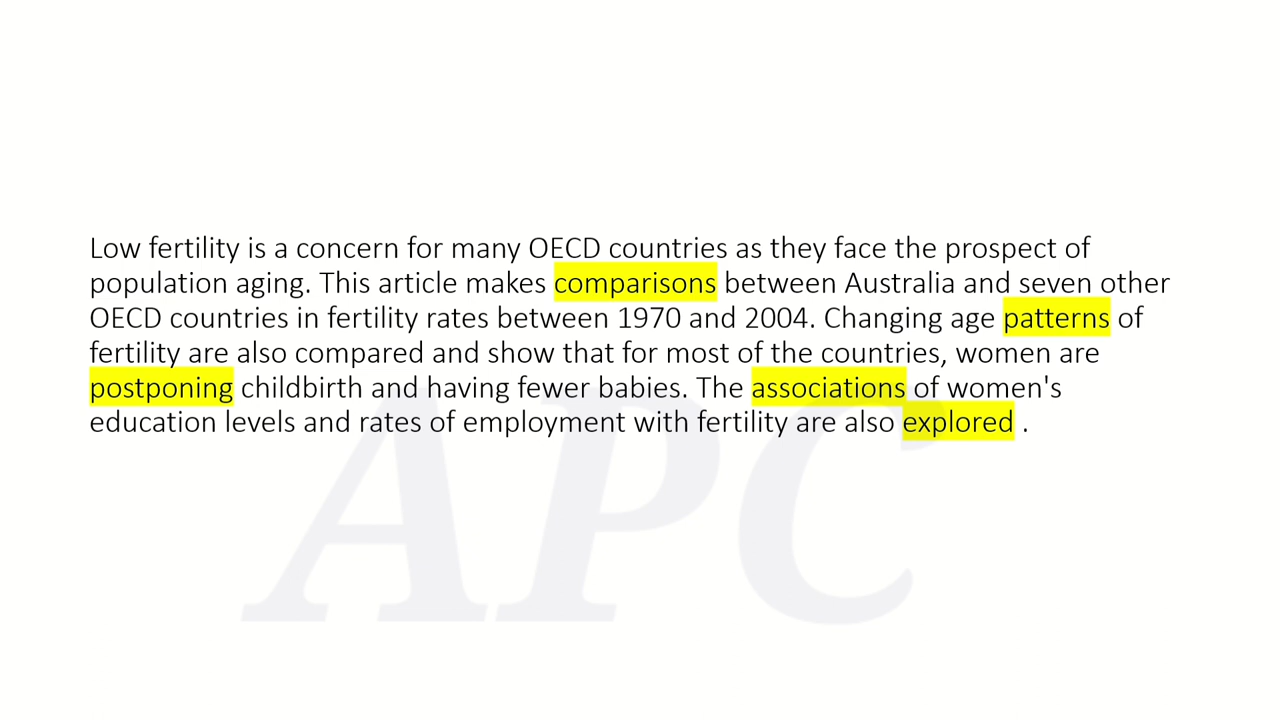 Low fertility is a concern for many OECD countries as they face the prospect of
population aging. This article makes comparisons between Australia and seven other
OECD countries in fertility rates between 1970 and 2004. Changing age patterns of
fertility are also compared and show that for most of the countries, women are
postponing childbirth and having fewer babies. The associations of women's
education levels and rates of employment with fertility are also explored .
APC